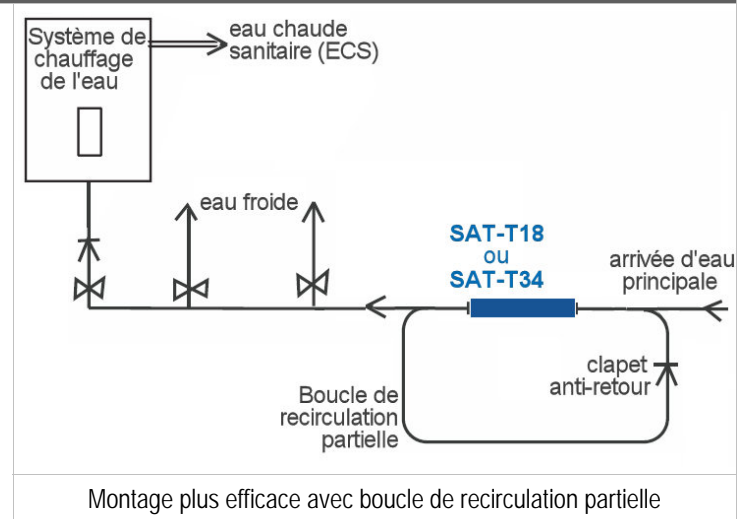 Système de
chauffage
de l'eau
eau chaude
sanitaire (ECS)
eau froide
SAT-T18
ou
SAT-T34
arrivée d'eau
principale
clapet
anti-retour
Boucle de
recirculation
partielle
Montage plus efficace avec boucle de recirculation partielle